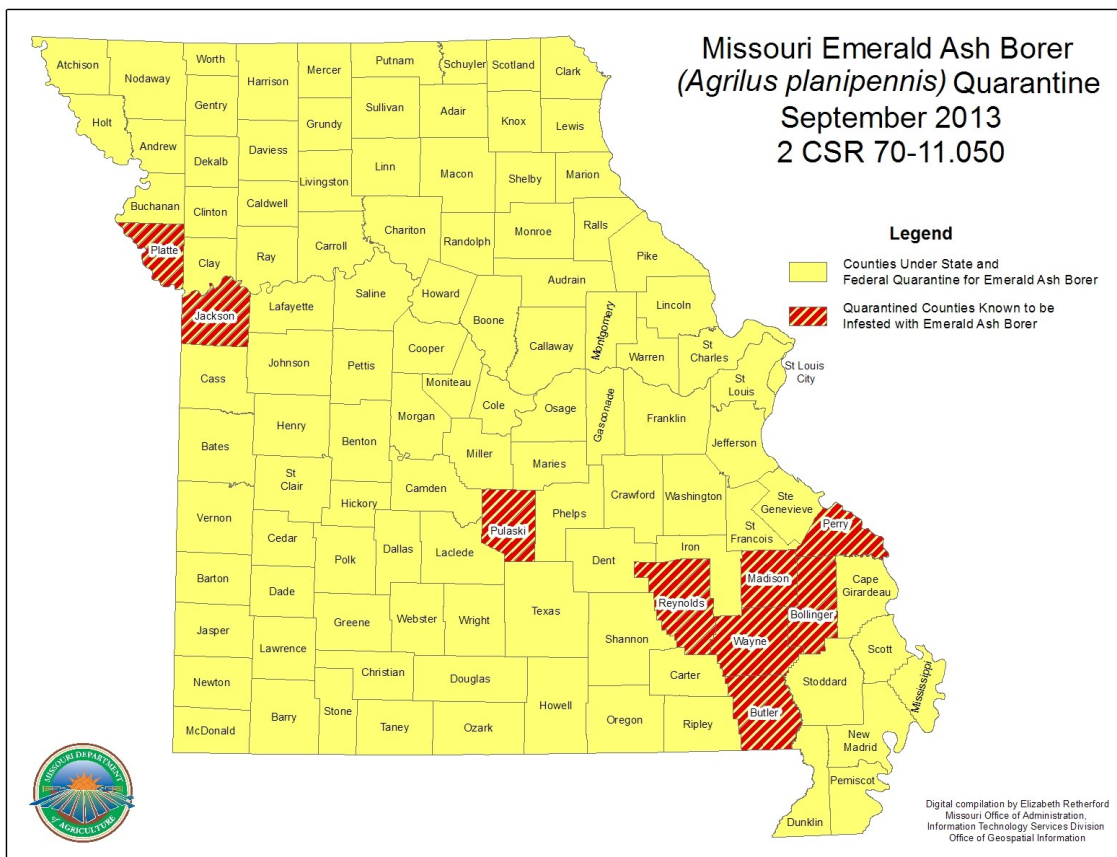 Missouri Emerald Ash Borer
(Agrilus planipennis) Quarantine
September 2013
2 CSR 70-11.050
Legend
Counties Under State and
Federal Quarantine for Emerald Ash Borer
Quarantined Counties Known to be
Infested with Emerald Ash Borer
Atchison
Nodaway
Worth
Harrison
Mercer
Putnam
Schuyler
Scotland
Clark
Holt
Gentry
Sullivan
Adair
Knox
Lewis
Andrew
Dekalb
Daviess
Grundy
Linn
Macon
Shelby
Marion
Livingston
Buchanan
Clinton
Caldwell
Carroll
Chariton
Randolph
Monroe
Ralls
Platte
Clay
Ray
Pike
Audrain
Jackson
Lafayette
Saline
Howard
Boone
Callaway
Montgomery
Lincoln
Warren
St
Charles
St Louis
City
St
Louis
Cass
Johnson
Pettis
Cooper
Moniteau
Cole
Osage
Gasconade
Franklin
Jefferson
Bates
Henry
Benton
Morgan
Miller
Maries
St
Clair
Hickory
Camden
Pulaski
Phelps
Crawford
Washington
Ste
Genevieve
St
Francois
Perry
Vernon
Cedar
Polk
Dallas
Laclede
Dent
Iron
Madison
Cape
Girardeau
Bollinger
Reynolds
Wayne
Barton
Dade
Greene
Webster
Wright
Texas
Shannon
Jasper
Lawrence
Christian
Douglas
Carter
Stoddard
Scott
Mississippi
Newton
McDonald
Barry
Stone
Taney
Ozark
Howell
Oregon
Ripley
Butler
New
Madrid
Pemiscot
Dunklin
MISSOURI DEPARTMENT
of AGRICULTURE
Digital compilation by Elizabeth Retherford
Missouri Office of Administration,
Information Technology Services Division
Office of Geospatial Information